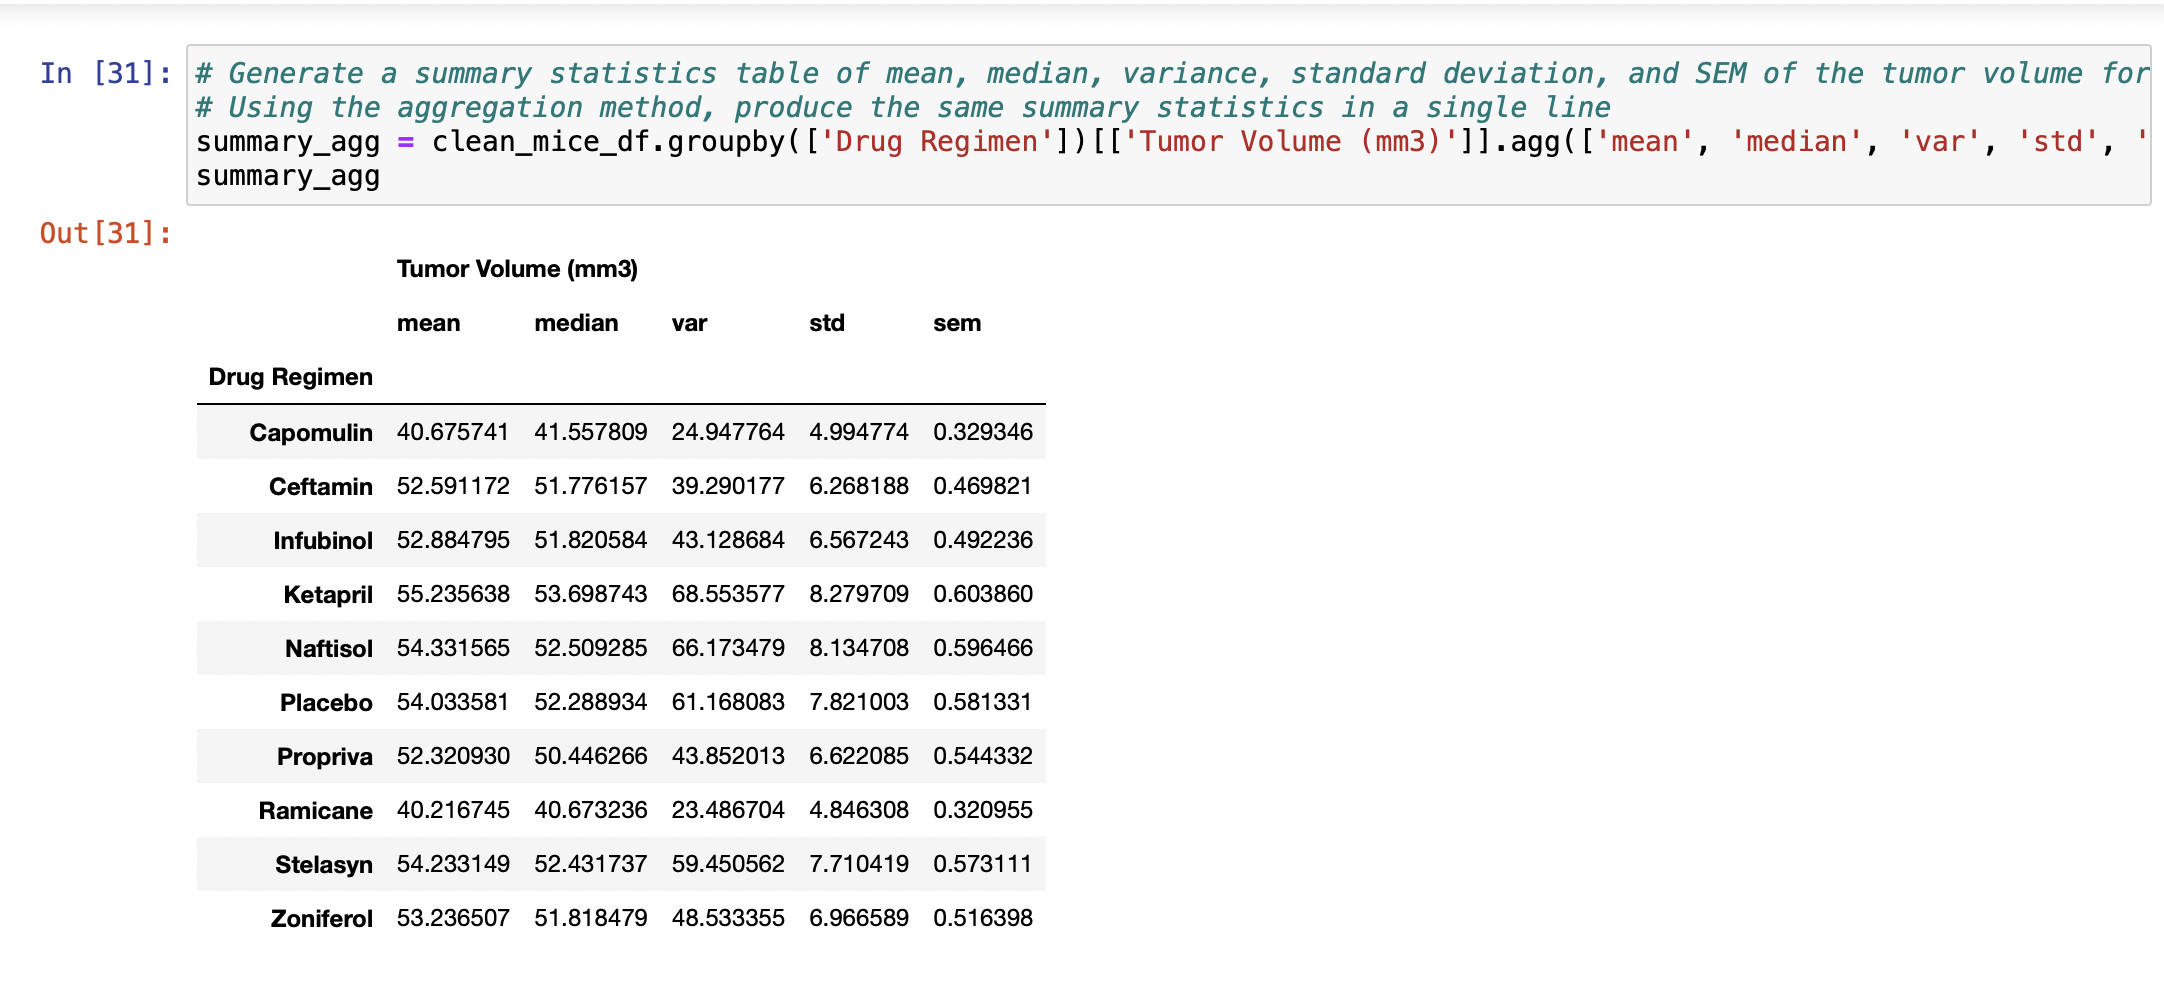 In [31]: # Generate a summary statistics table of mean, median, variance, standard deviation, and SEM of the tumor volume for
# Using the aggregation method, produce the same summary statistics in a single line
summary_agg = clean_mice_df.groupby(['Drug Regimen'])[['Tumor Volume (mm3)']].agg(['mean', 'median', 'var', 'std', '
summary_agg
Out[31]:
Tumor Volume (mm3)
mean median var std sem
Drug Regimen
Capomulin 40.675741 41.557809 24.947764 4.994774 0.329346
Ceftamin 52.591172 51.776157 39.290177 6.268188 0.469821
Infubinol 52.884795 51.820584 43.128684 6.567243 0.492236
Ketapril 55.235638 53.698743 68.553577 8.279709 0.603860
Naftisol 54.331565 52.509285 66.173479 8.134708 0.596466
Placebo 54.033581 52.288934 61.168083 7.821003 0.581331
Propriva 52.320930 50.446266 43.852013 6.622085 0.544332
Ramicane 40.216745 40.673236 23.486704 4.846308 0.320955
Stelasyn 54.233149 52.431737 59.450562 7.710419 0.573111
Zoniferol 53.236507 51.818479 48.533355 6.966589 0.516398